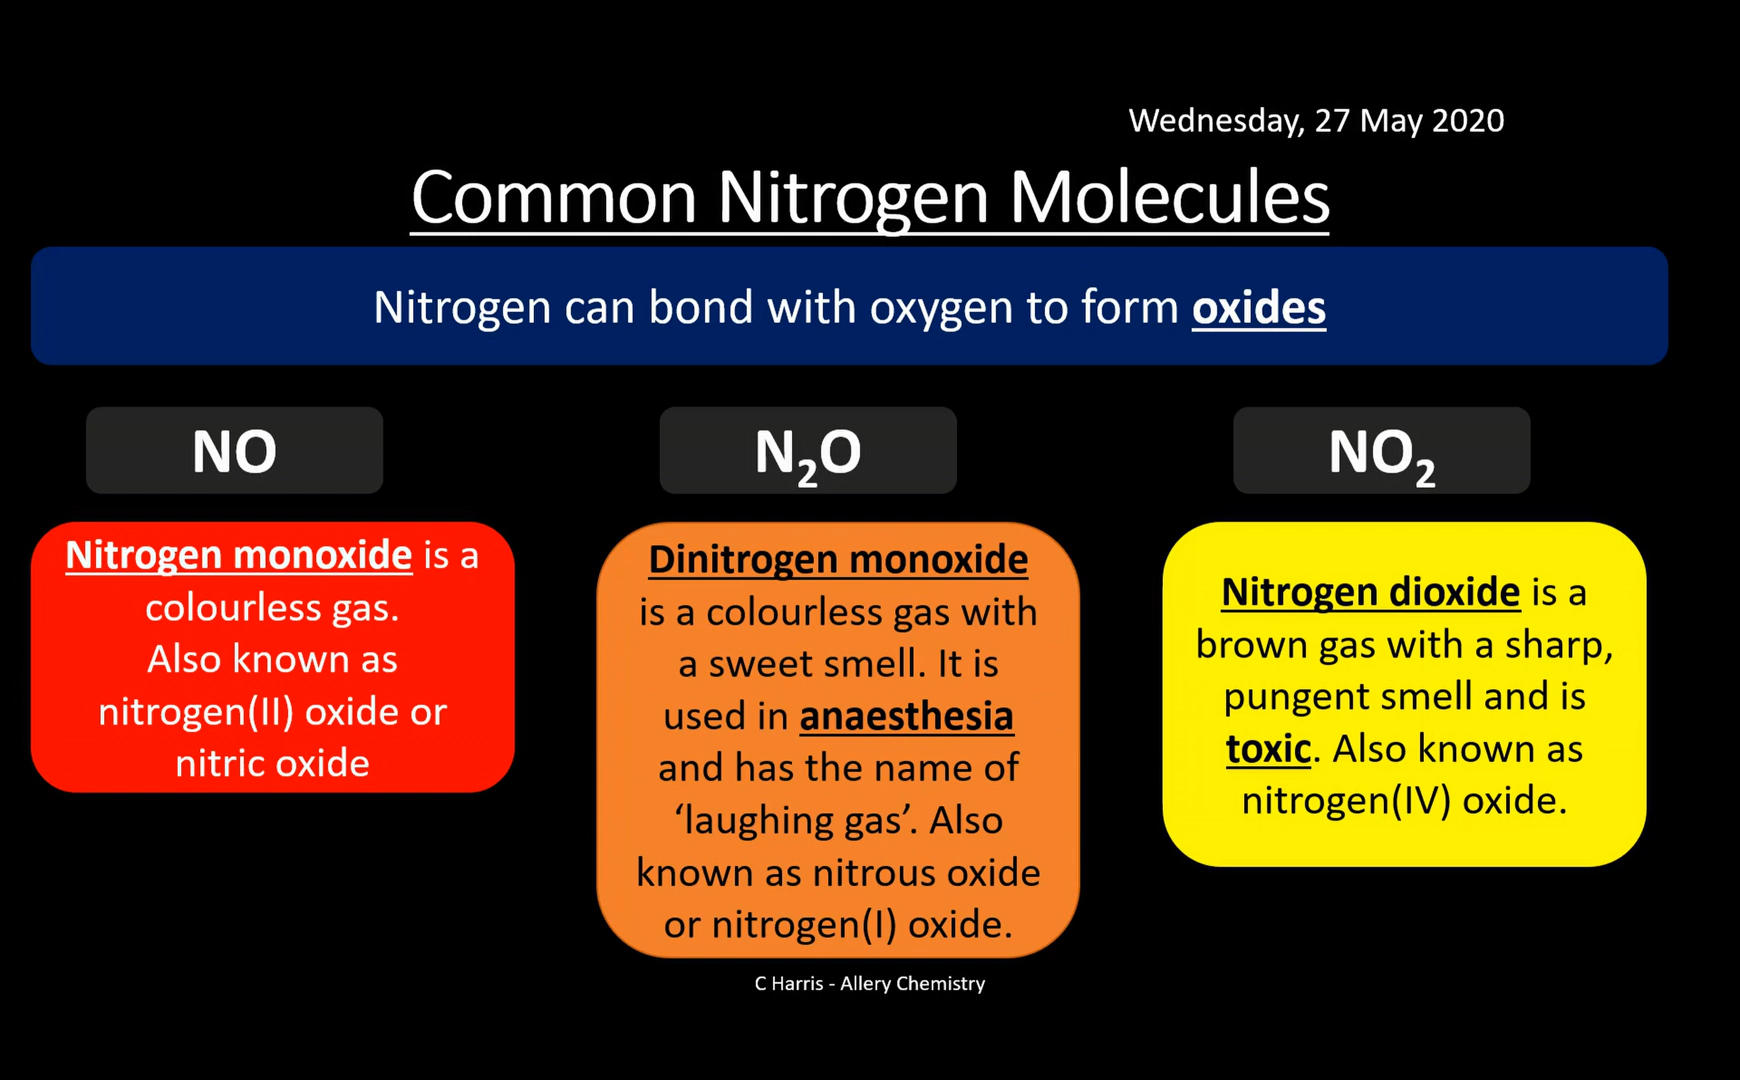 Wednesday, 27 May 2020
Common Nitrogen Molecules
Nitrogen can bond with oxygen to form oxides
NO
N₂O
NO₂
Nitrogen monoxide is a
colourless gas.
Also known as
nitrogen(II) oxide or
nitric oxide
Dinitrogen monoxide
is a colourless gas with
a sweet smell. It is
used in anaesthesia
and has the name of
‘laughing gas’. Also
known as nitrous oxide
or nitrogen(I) oxide.
Nitrogen dioxide is a
brown gas with a sharp,
pungent smell and is
toxic. Also known as
nitrogen(IV) oxide.
C Harris - Allery Chemistry